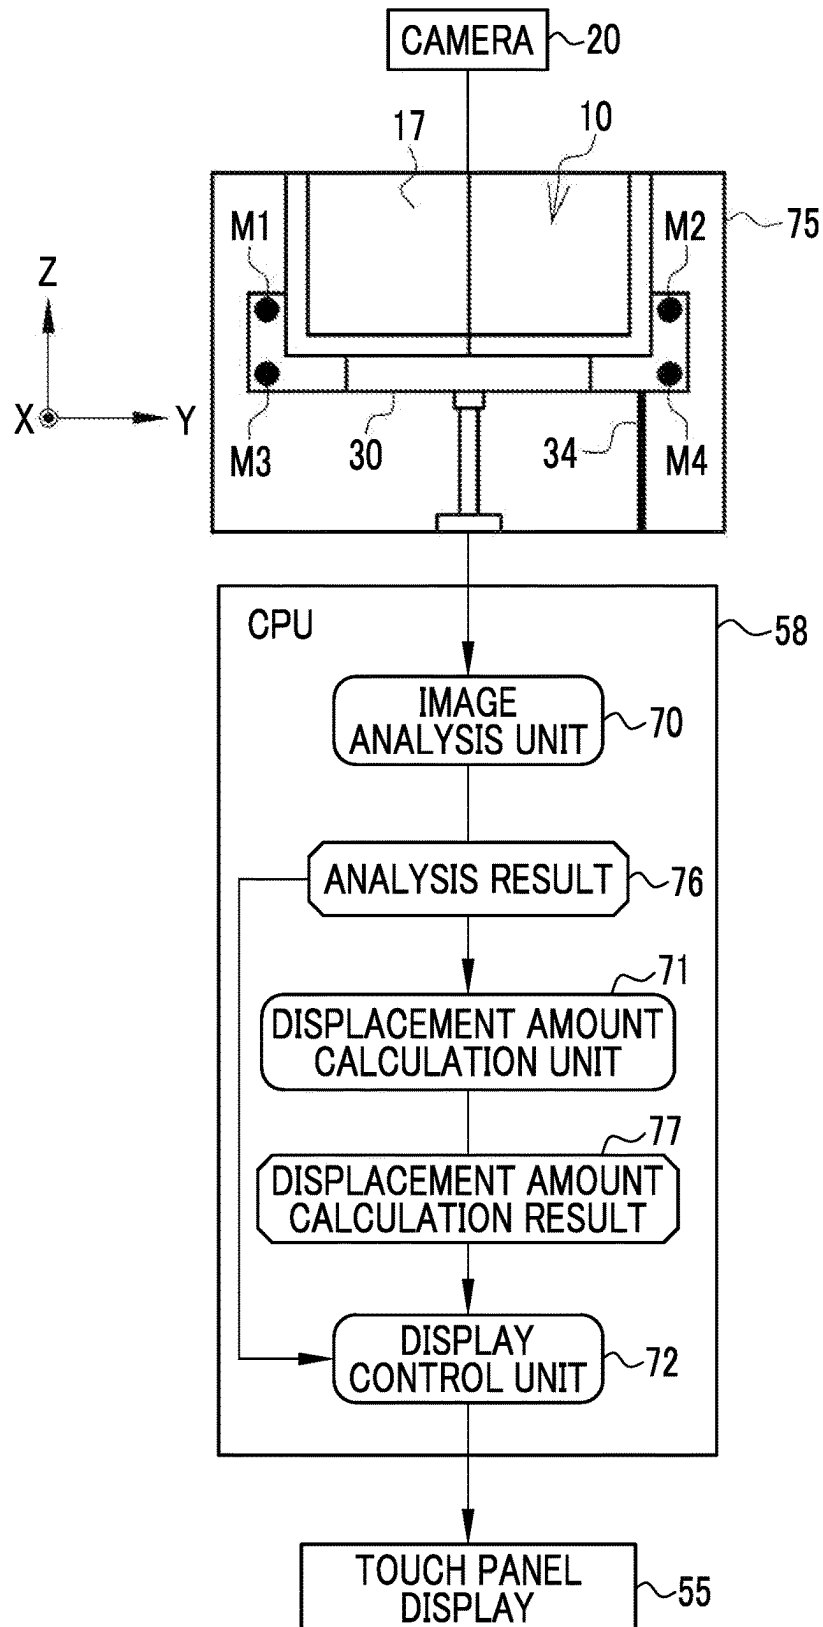 CAMERA 20
17 10
M1 M2 75
Z
X Y
M3 30 34 M4
CPU 58
IMAGE
ANALYSIS UNIT 70
ANALYSIS RESULT 76
71
DISPLACEMENT AMOUNT
CALCULATION UNIT
77
DISPLACEMENT AMOUNT
CALCULATION RESULT
DISPLAY
CONTROL UNIT 72
TOUCH PANEL
DISPLAY 55